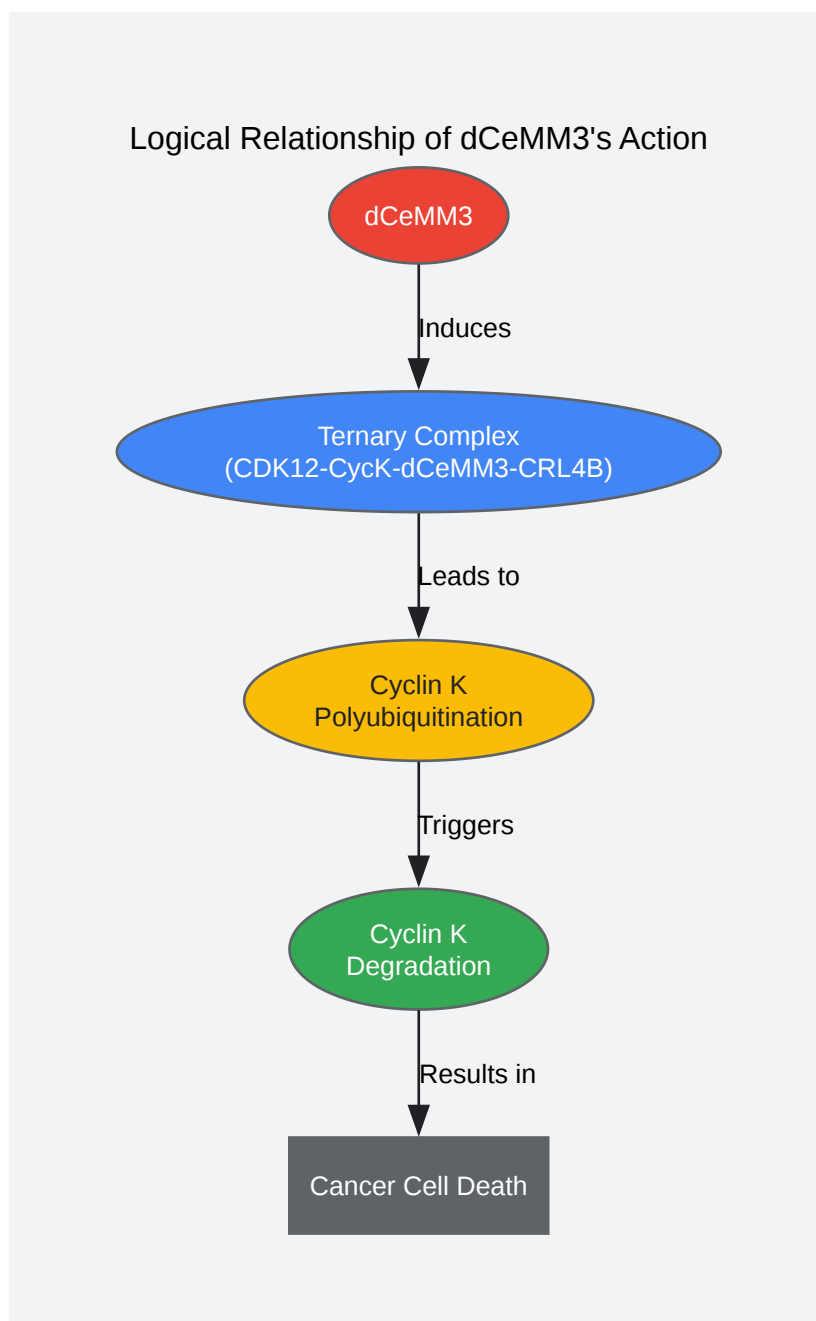 Logical Relationship of dCeMM3's Action
dCeMM3
Induces
Ternary Complex
(CDK12-CycK-dCeMM3-CRL4B)
Leads to
Cyclin K
Polyubiquitination
Triggers
Cyclin K
Degradation
Results in
Cancer Cell Death